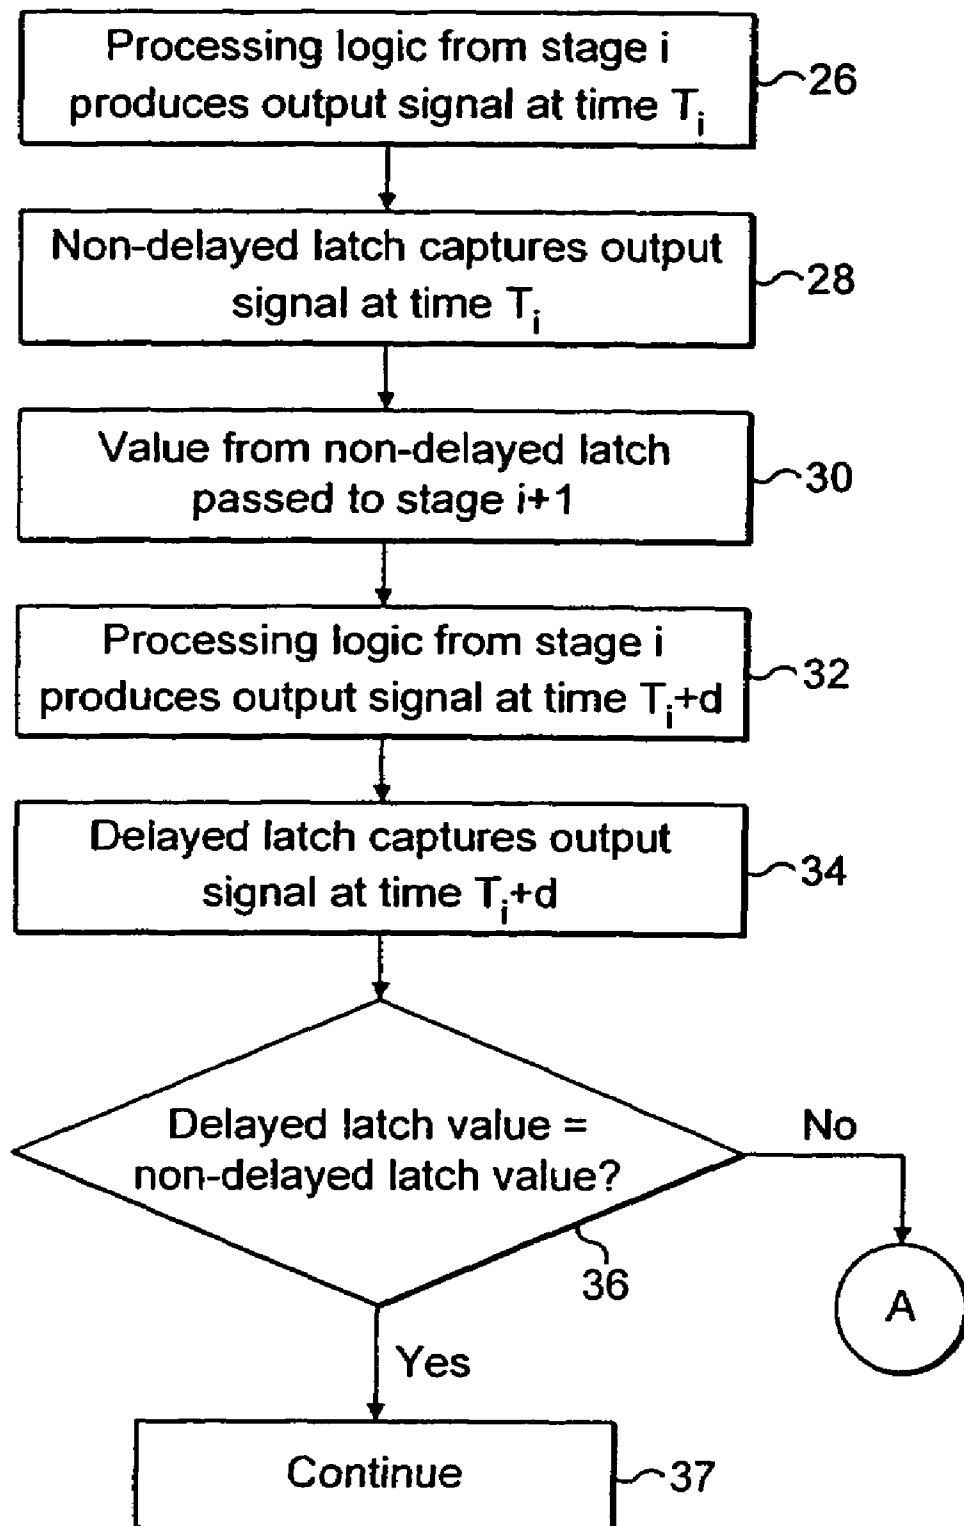 Processing logic from stage i
produces output signal at time Ti
26
Non-delayed latch captures output
signal at time Ti
28
Value from non-delayed latch
passed to stage i+1
30
Processing logic from stage i
produces output signal at time Ti+d
32
Delayed latch captures output
signal at time Ti+d
34
Delayed latch value =
non-delayed latch value?
No
36
A
Yes
Continue
37